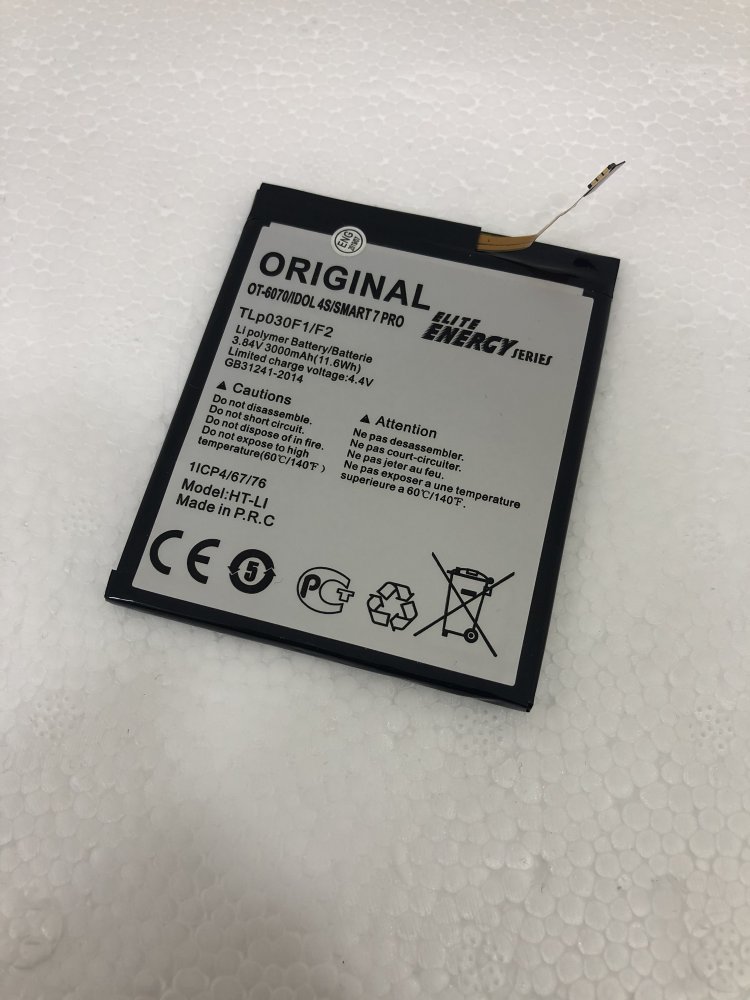 ENG
ORIGINAL
OT-6070/IDOL 4S/SMART 7 PRO
ELITE
ENERGY SERIES
TLp030F1/F2
Li polymer Battery/Batterie
3.84V 3000mAh(11.6Wh)
Limited charge voltage:4.4V
GB31241-2014
▲ Cautions
Do not disassemble.
Do not short circuit.
Do not dispose of in fire.
Do not expose to high
temperature(60℃/140℉)
▲ Attention
Ne pas desassembler.
Ne pas court-circuiter.
Ne pas jeter au feu.
Ne pas exposer a une temperature
superieure a 60℃/140℉.
1ICP4/67/76
Model:HT-LI
Made in P.R.C
CE
5
РСТ